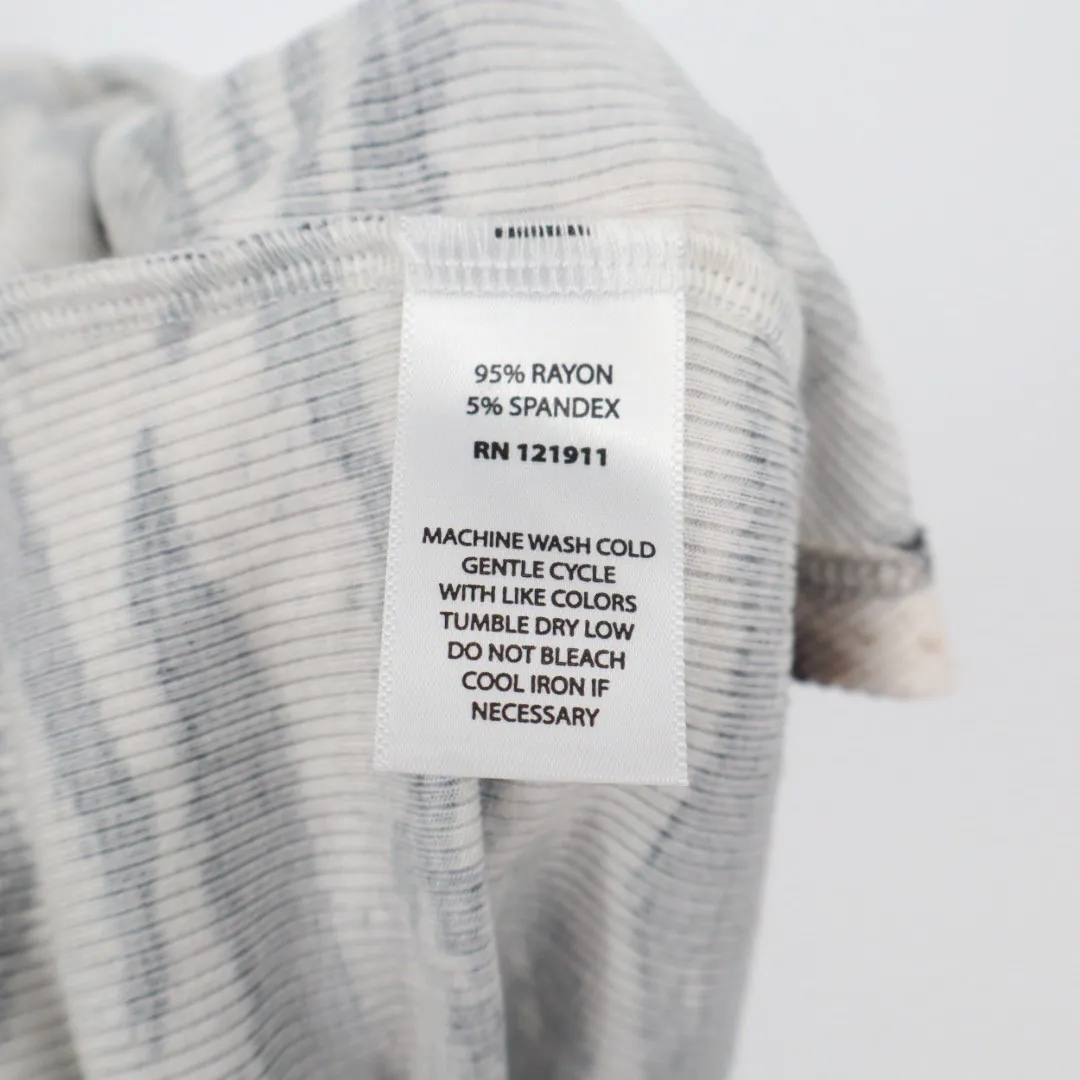 95% RAYON
5% SPANDEX
RN 121911
MACHINE WASH COLD
GENTLE CYCLE
WITH LIKE COLORS
TUMBLE DRY LOW
DO NOT BLEACH
COOL IRON IF
NECESSARY